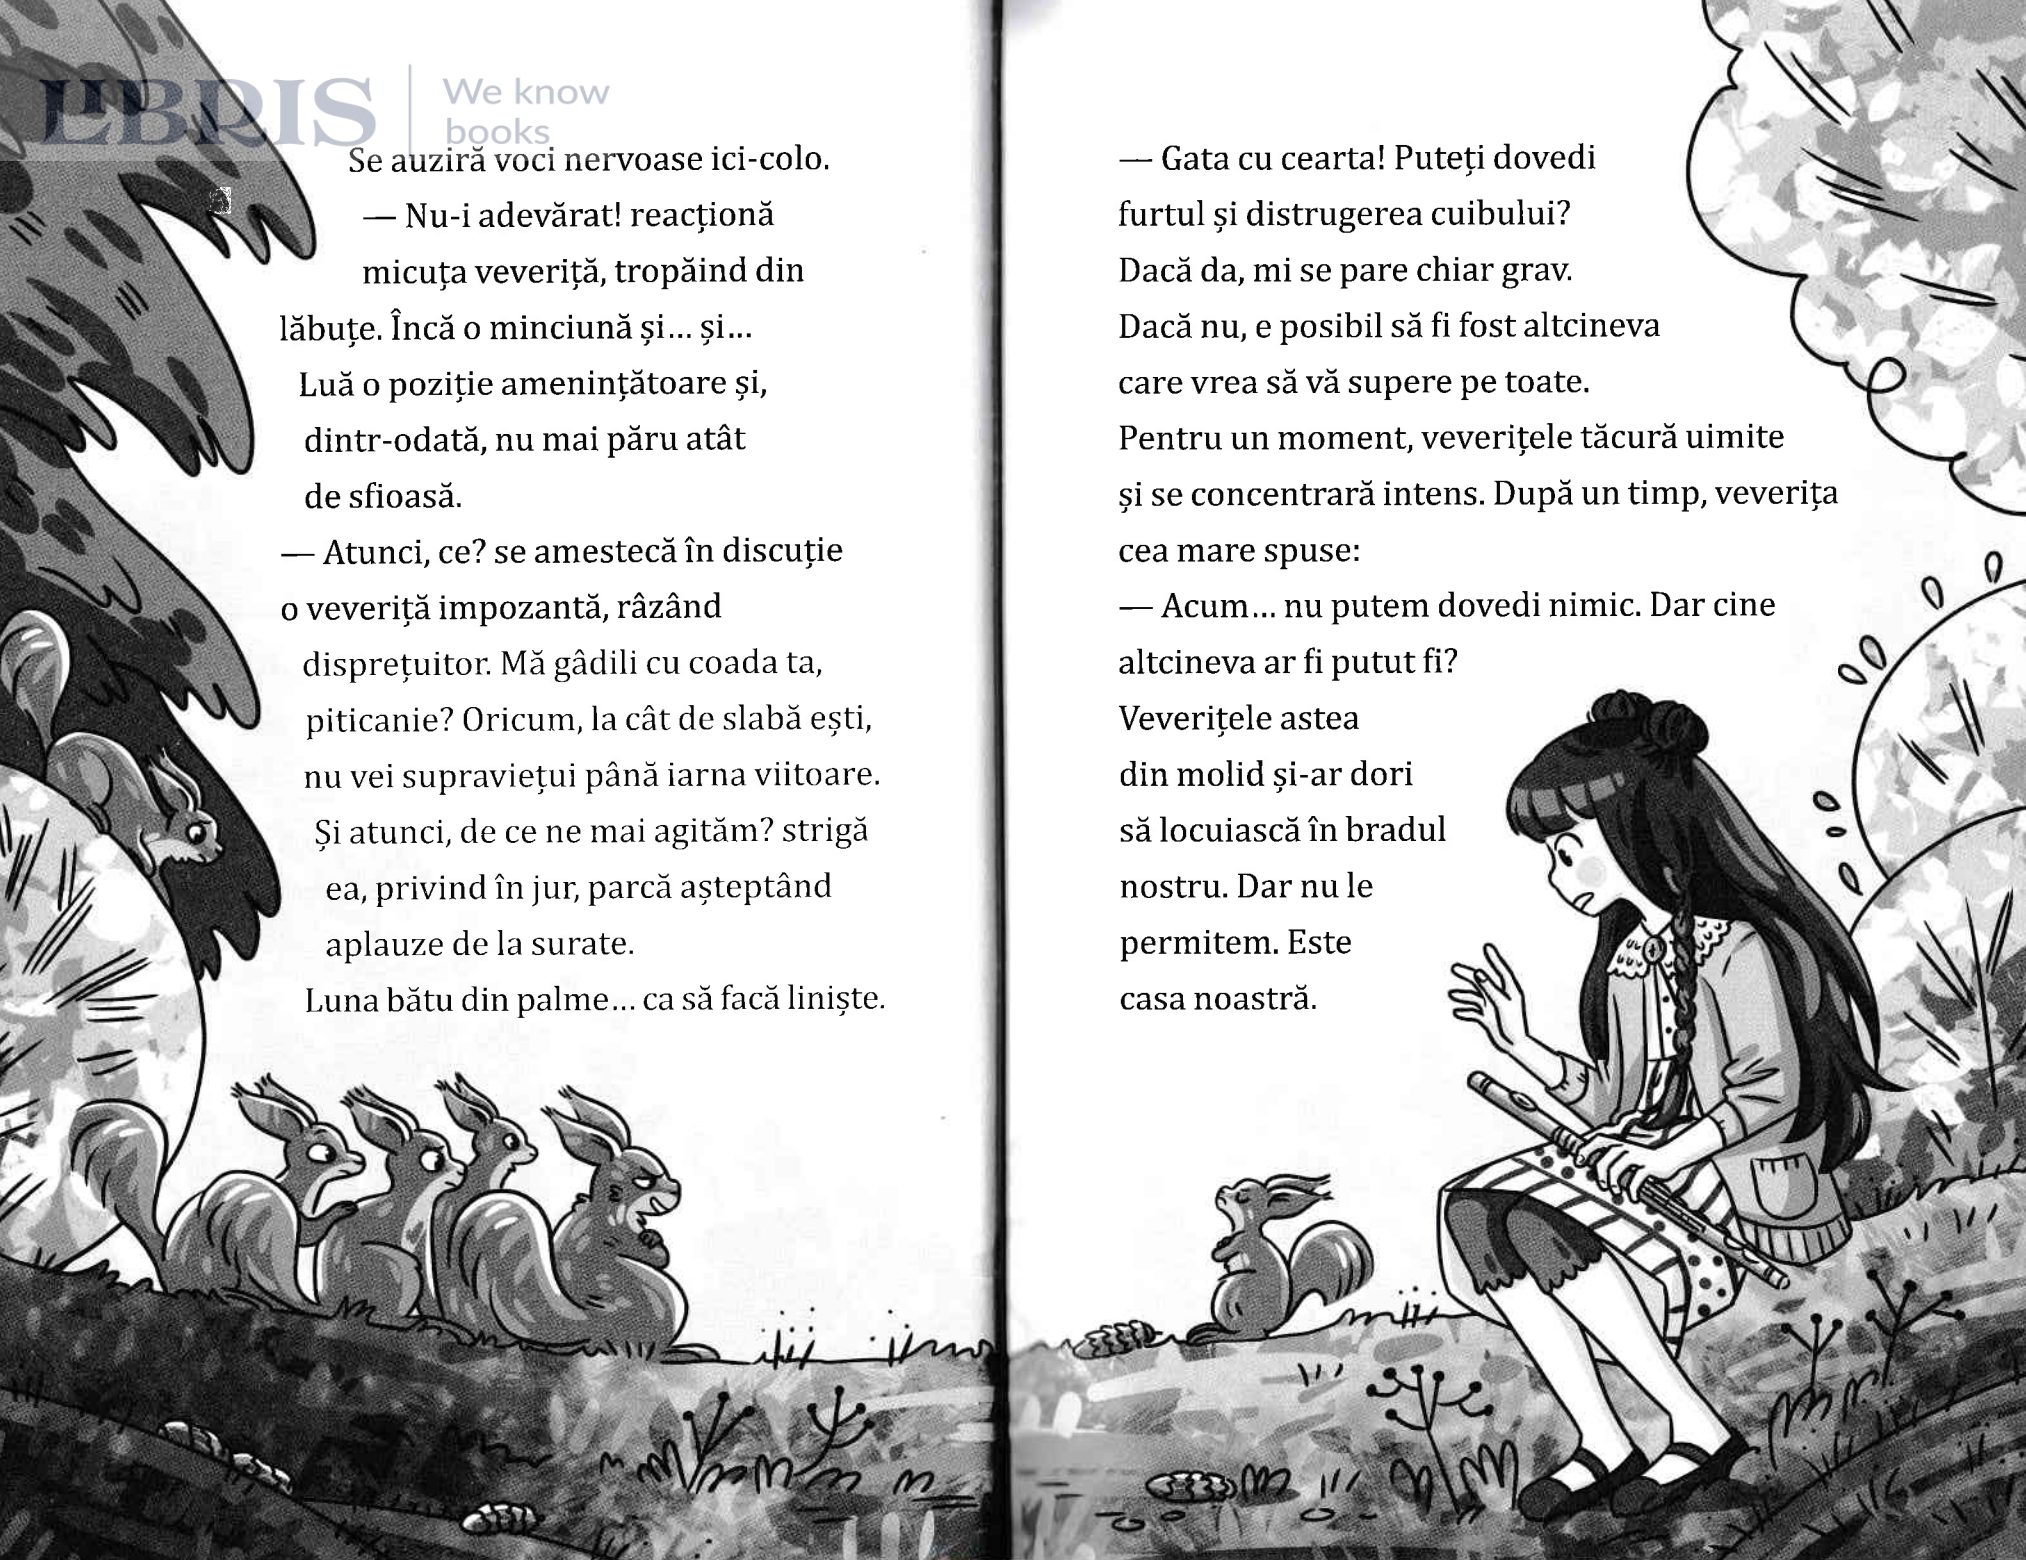 LIBRIS
We know
books
Se auziră voci nervoase ici-colo.
— Nu-i adevărat! reacționă
micuța veveriță, tropăind din
lăbuțe. Încă o minciună și... și...
Luă o poziție amenințătoare și,
dintr-odată, nu mai păru atât
de sfioasă.
— Atunci, ce? se amestecă în discuție
o veveriță impozantă, râzând
disprețuitor. Mă gâdili cu coada ta,
piticanie? Oricum, la cât de slabă ești,
nu vei supraviețui până iarna viitoare.
Și atunci, de ce ne mai agităm? strigă
ea, privind în jur, parcă așteptând
aplauze de la surate.
Luna bătu din palme... ca să facă liniște.
— Gata cu cearta! Puteți dovedi
furtul și distrugerea cuibului?
Dacă da, mi se pare chiar grav.
Dacă nu, e posibil să fi fost altcineva
care vrea să vă supere pe toate.
Pentru un moment, veverițele tăcură uimite
și se concentrară intens. După un timp, veverița
cea mare spuse:
— Acum... nu putem dovedi nimic. Dar cine
altcineva ar fi putut fi?
Veverițele astea
din molid și-ar dori
să locuiască în bradul
nostru. Dar nu le
permitem. Este
casa noastră.